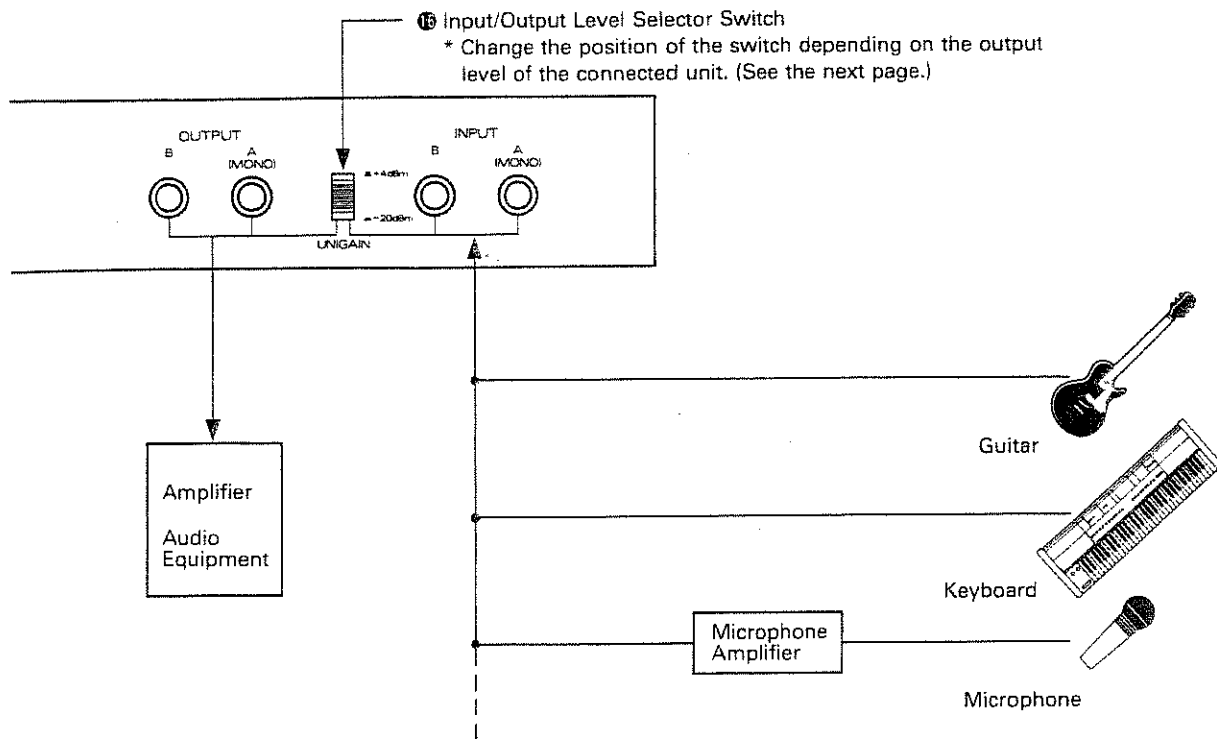 ⓰ Input/Output Level Selector Switch
* Change the position of the switch depending on the output
level of the connected unit. (See the next page.)
OUTPUT
B
A
(MONO)
+4dBm
-20dBm
UNIGAIN
INPUT
B
A
(MONO)
Amplifier
Audio
Equipment
Guitar
Keyboard
Microphone
Amplifier
Microphone